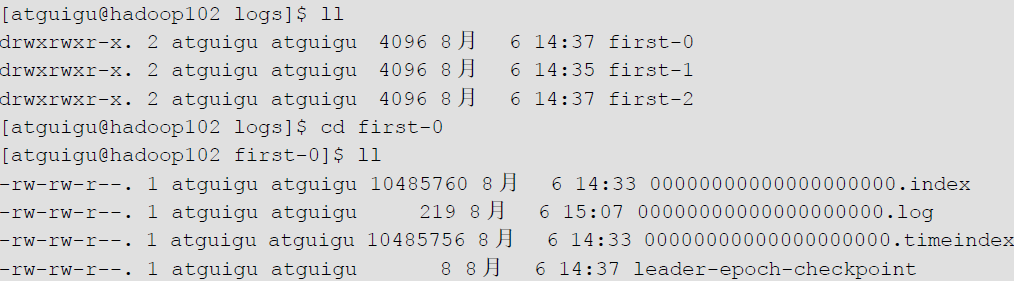 [atguigu@hadoop102 logs]$ ll
drwxrwxr-x. 2 atguigu atguigu 4096 8月 6 14:37 first-0
drwxrwxr-x. 2 atguigu atguigu 4096 8月 6 14:35 first-1
drwxrwxr-x. 2 atguigu atguigu 4096 8月 6 14:37 first-2
[atguigu@hadoop102 logs]$ cd first-0
[atguigu@hadoop102 first-0]$ ll
-rw-rw-r--. 1 atguigu atguigu 10485760 8月 6 14:33 00000000000000000000.index
-rw-rw-r--. 1 atguigu atguigu 219 8月 6 15:07 00000000000000000000.log
-rw-rw-r--. 1 atguigu atguigu 10485756 8月 6 14:33 00000000000000000000.timeindex
-rw-rw-r--. 1 atguigu atguigu 8 8月 6 14:37 leader-epoch-checkpoint